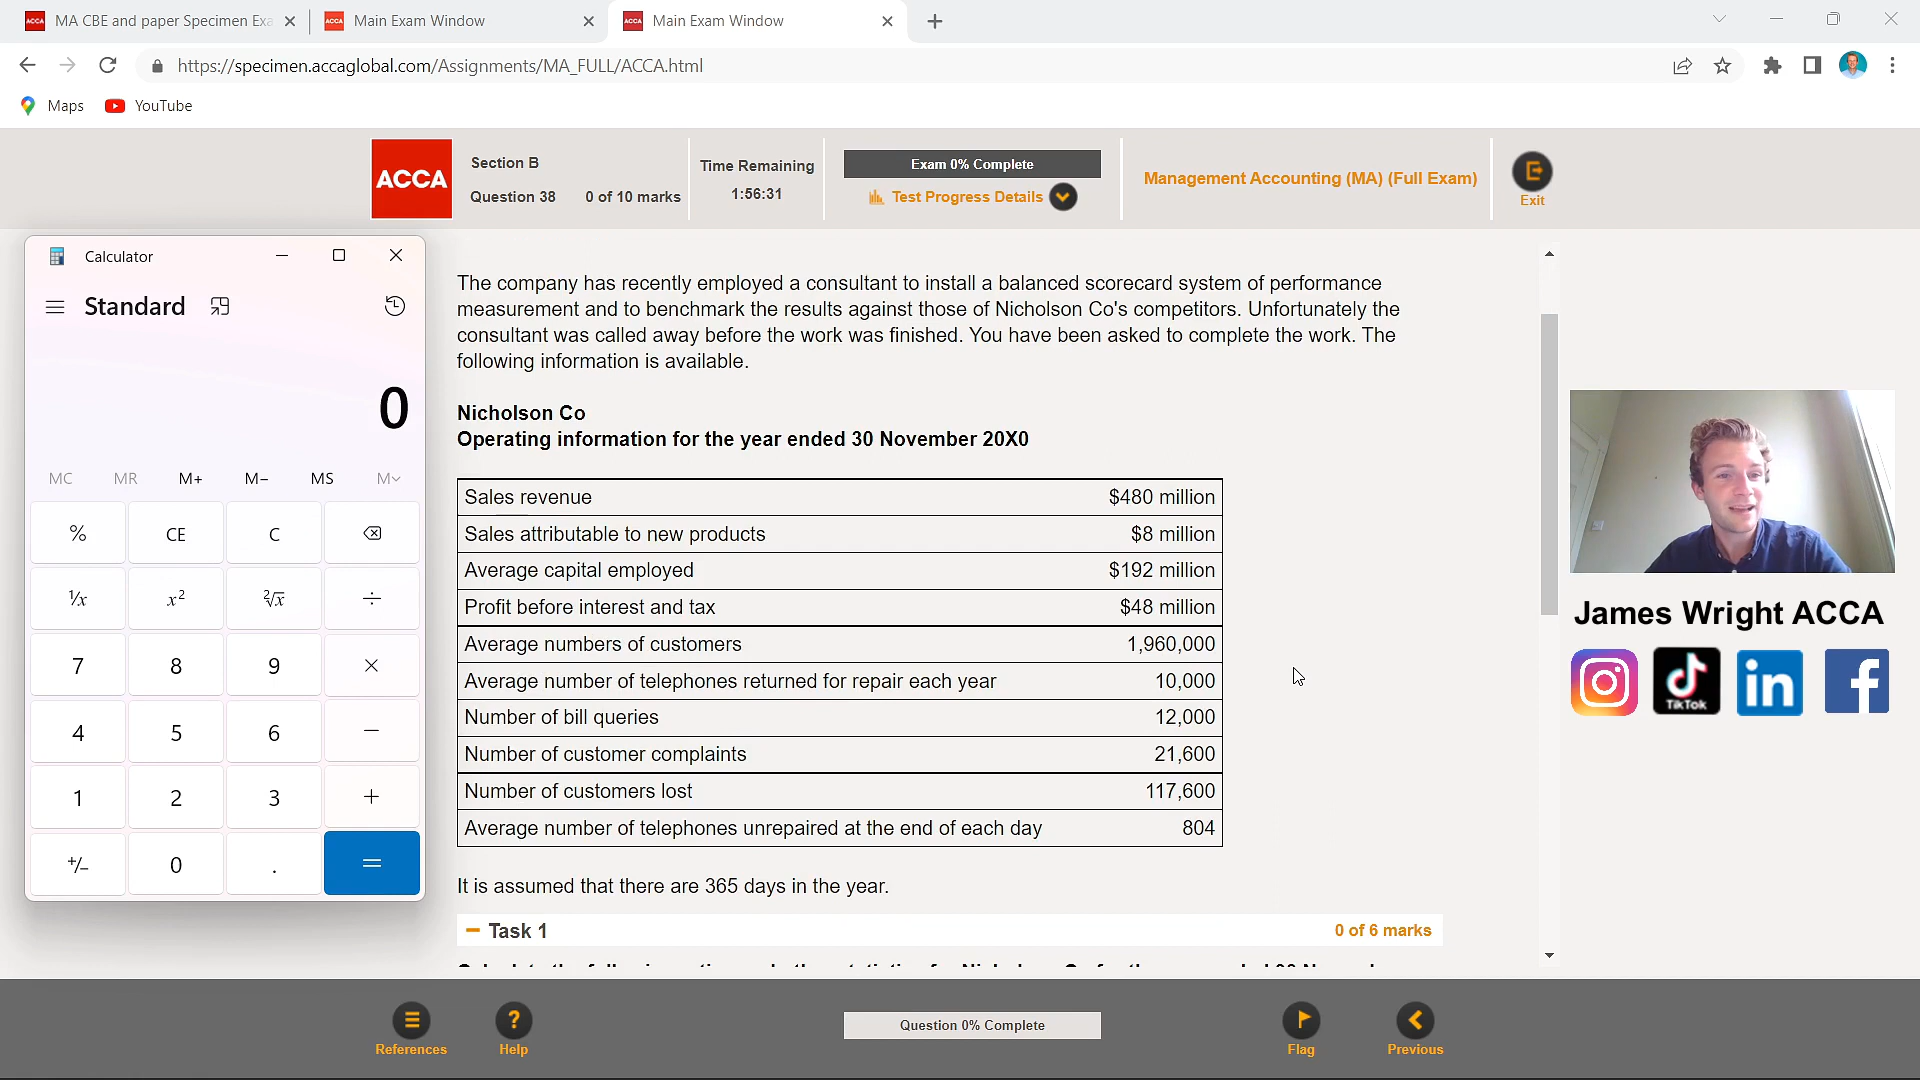 MA CBE and paper Specimen Exa
Main Exam Window
Main Exam Window
https://specimen.accaglobal.com/Assignments/MA_FULL/ACCA.html
Maps
YouTube
ACCA
Section B
Question 38
0 of 10 marks
Time Remaining
1:56:31
Exam 0% Complete
Test Progress Details
Management Accounting (MA) (Full Exam)
Exit
Calculator
Standard
0
MC MR M+ M− MS M˅
% CE C
¹/x x² ²√x ÷
7 8 9 ×
4 5 6 −
1 2 3 +
+/− 0 . =
The company has recently employed a consultant to install a balanced scorecard system of performance
measurement and to benchmark the results against those of Nicholson Co's competitors. Unfortunately the
consultant was called away before the work was finished. You have been asked to complete the work. The
following information is available.
Nicholson Co
Operating information for the year ended 30 November 20X0
Sales revenue $480 million
Sales attributable to new products $8 million
Average capital employed $192 million
Profit before interest and tax $48 million
Average numbers of customers 1,960,000
Average number of telephones returned for repair each year 10,000
Number of bill queries 12,000
Number of customer complaints 21,600
Number of customers lost 117,600
Average number of telephones unrepaired at the end of each day 804
It is assumed that there are 365 days in the year.
− Task 1 0 of 6 marks
James Wright ACCA
TikTok
in
f
References
Help
Question 0% Complete
Flag
Previous